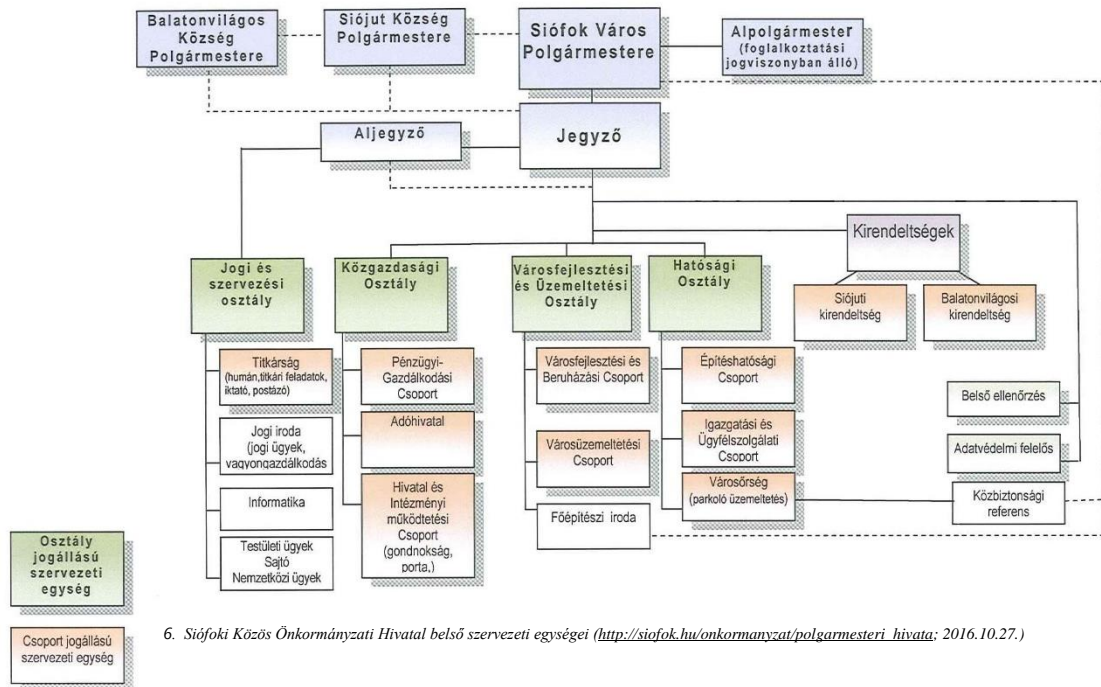 Balatonvilágos
Község
Polgármestere
Siójut Község
Polgármestere
Siófok Város
Polgármestere
Alpolgármester
(foglalkoztatási
jogviszonyban álló)
Aljegyző
Jegyző
Kirendeltségek
Jogi és
szervezési
osztály
Közgazdasági
Osztály
Városfejlesztési
és Üzemeltetési
Osztály
Hatósági
Osztály
Siójuti
kirendeltség
Balatonvilágosi
kirendeltség
Titkárság
(humán,titkári feladatok,
iktató, postázó)
Jogi iroda
(jogi ügyek,
vagyongazdálkodás
Informatika
Testületi ügyek
Sajtó
Nemzetközi ügyek
Pénzügyi-
Gazdálkodási
Csoport
Adóhivatal
Hivatal és
Intézményi
működtetési
Csoport
(gondnokság,
porta,)
Városfejlesztési és
Beruházási Csoport
Városüzemeltetési
Csoport
Főépítészi iroda
Építéshatósági
Csoport
Igazgatási és
Ügyfélszolgálati
Csoport
Városőrség
(parkoló üzemeltetés)
Belső ellenőrzés
Adatvédelmi felelős
Közbiztonsági
referens
Osztály
jogállású
szervezeti
egység
Csoport jogállású
szervezeti egység
6. Siófoki Közös Önkormányzati Hivatal belső szervezeti egységei (http://siofok.hu/onkormanyzat/polgarmesteri_hivata; 2016.10.27.)